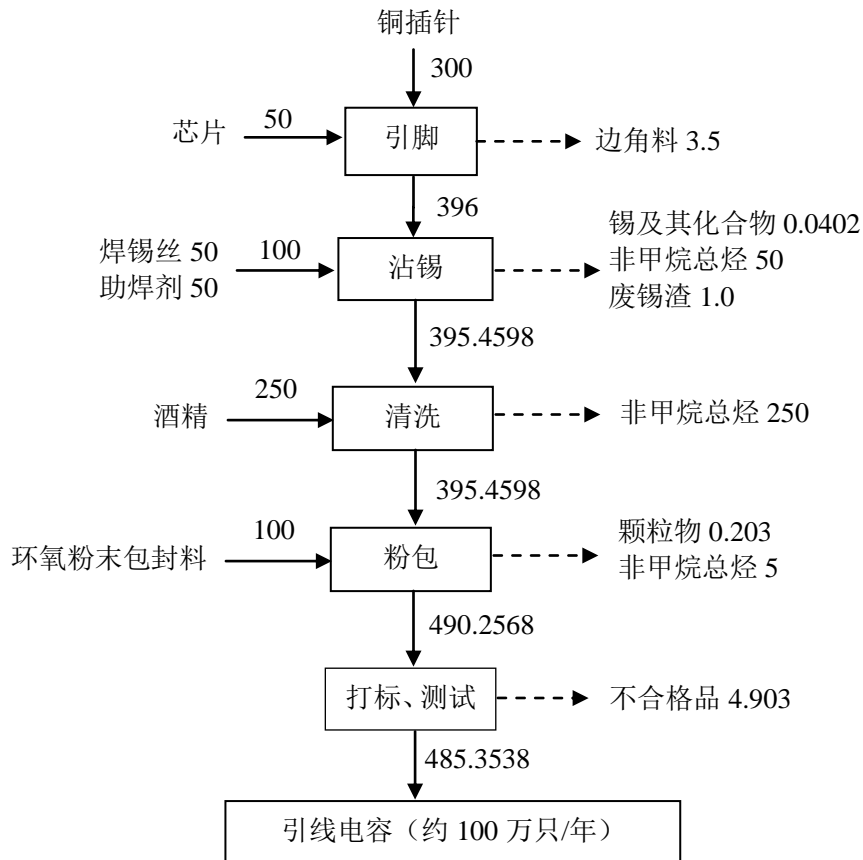 铜插针
300
芯片
50
引脚
边角料 3.5
396
焊锡丝 50
助焊剂 50
100
沾锡
锡及其化合物 0.0402
非甲烷总烃 50
废锡渣 1.0
395.4598
酒精
250
清洗
非甲烷总烃 250
395.4598
环氧粉末包封料
100
粉包
颗粒物 0.203
非甲烷总烃 5
490.2568
打标、测试
不合格品 4.903
485.3538
引线电容（约 100 万只/年）